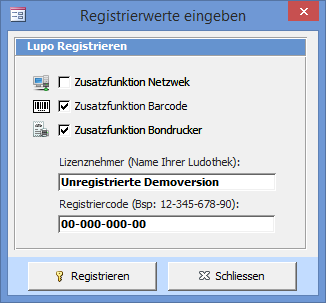 Registrierwerte eingeben
Lupo Registrieren
Zusatzfunktion Netzwek
Zusatzfunktion Barcode
Zusatzfunktion Bondrucker
Lizenznehmer (Name Ihrer Ludothek):
Unregistrierte Demoversion
Registriercode (Bsp: 12-345-678-90):
00-000-000-00
Registrieren
Schliessen